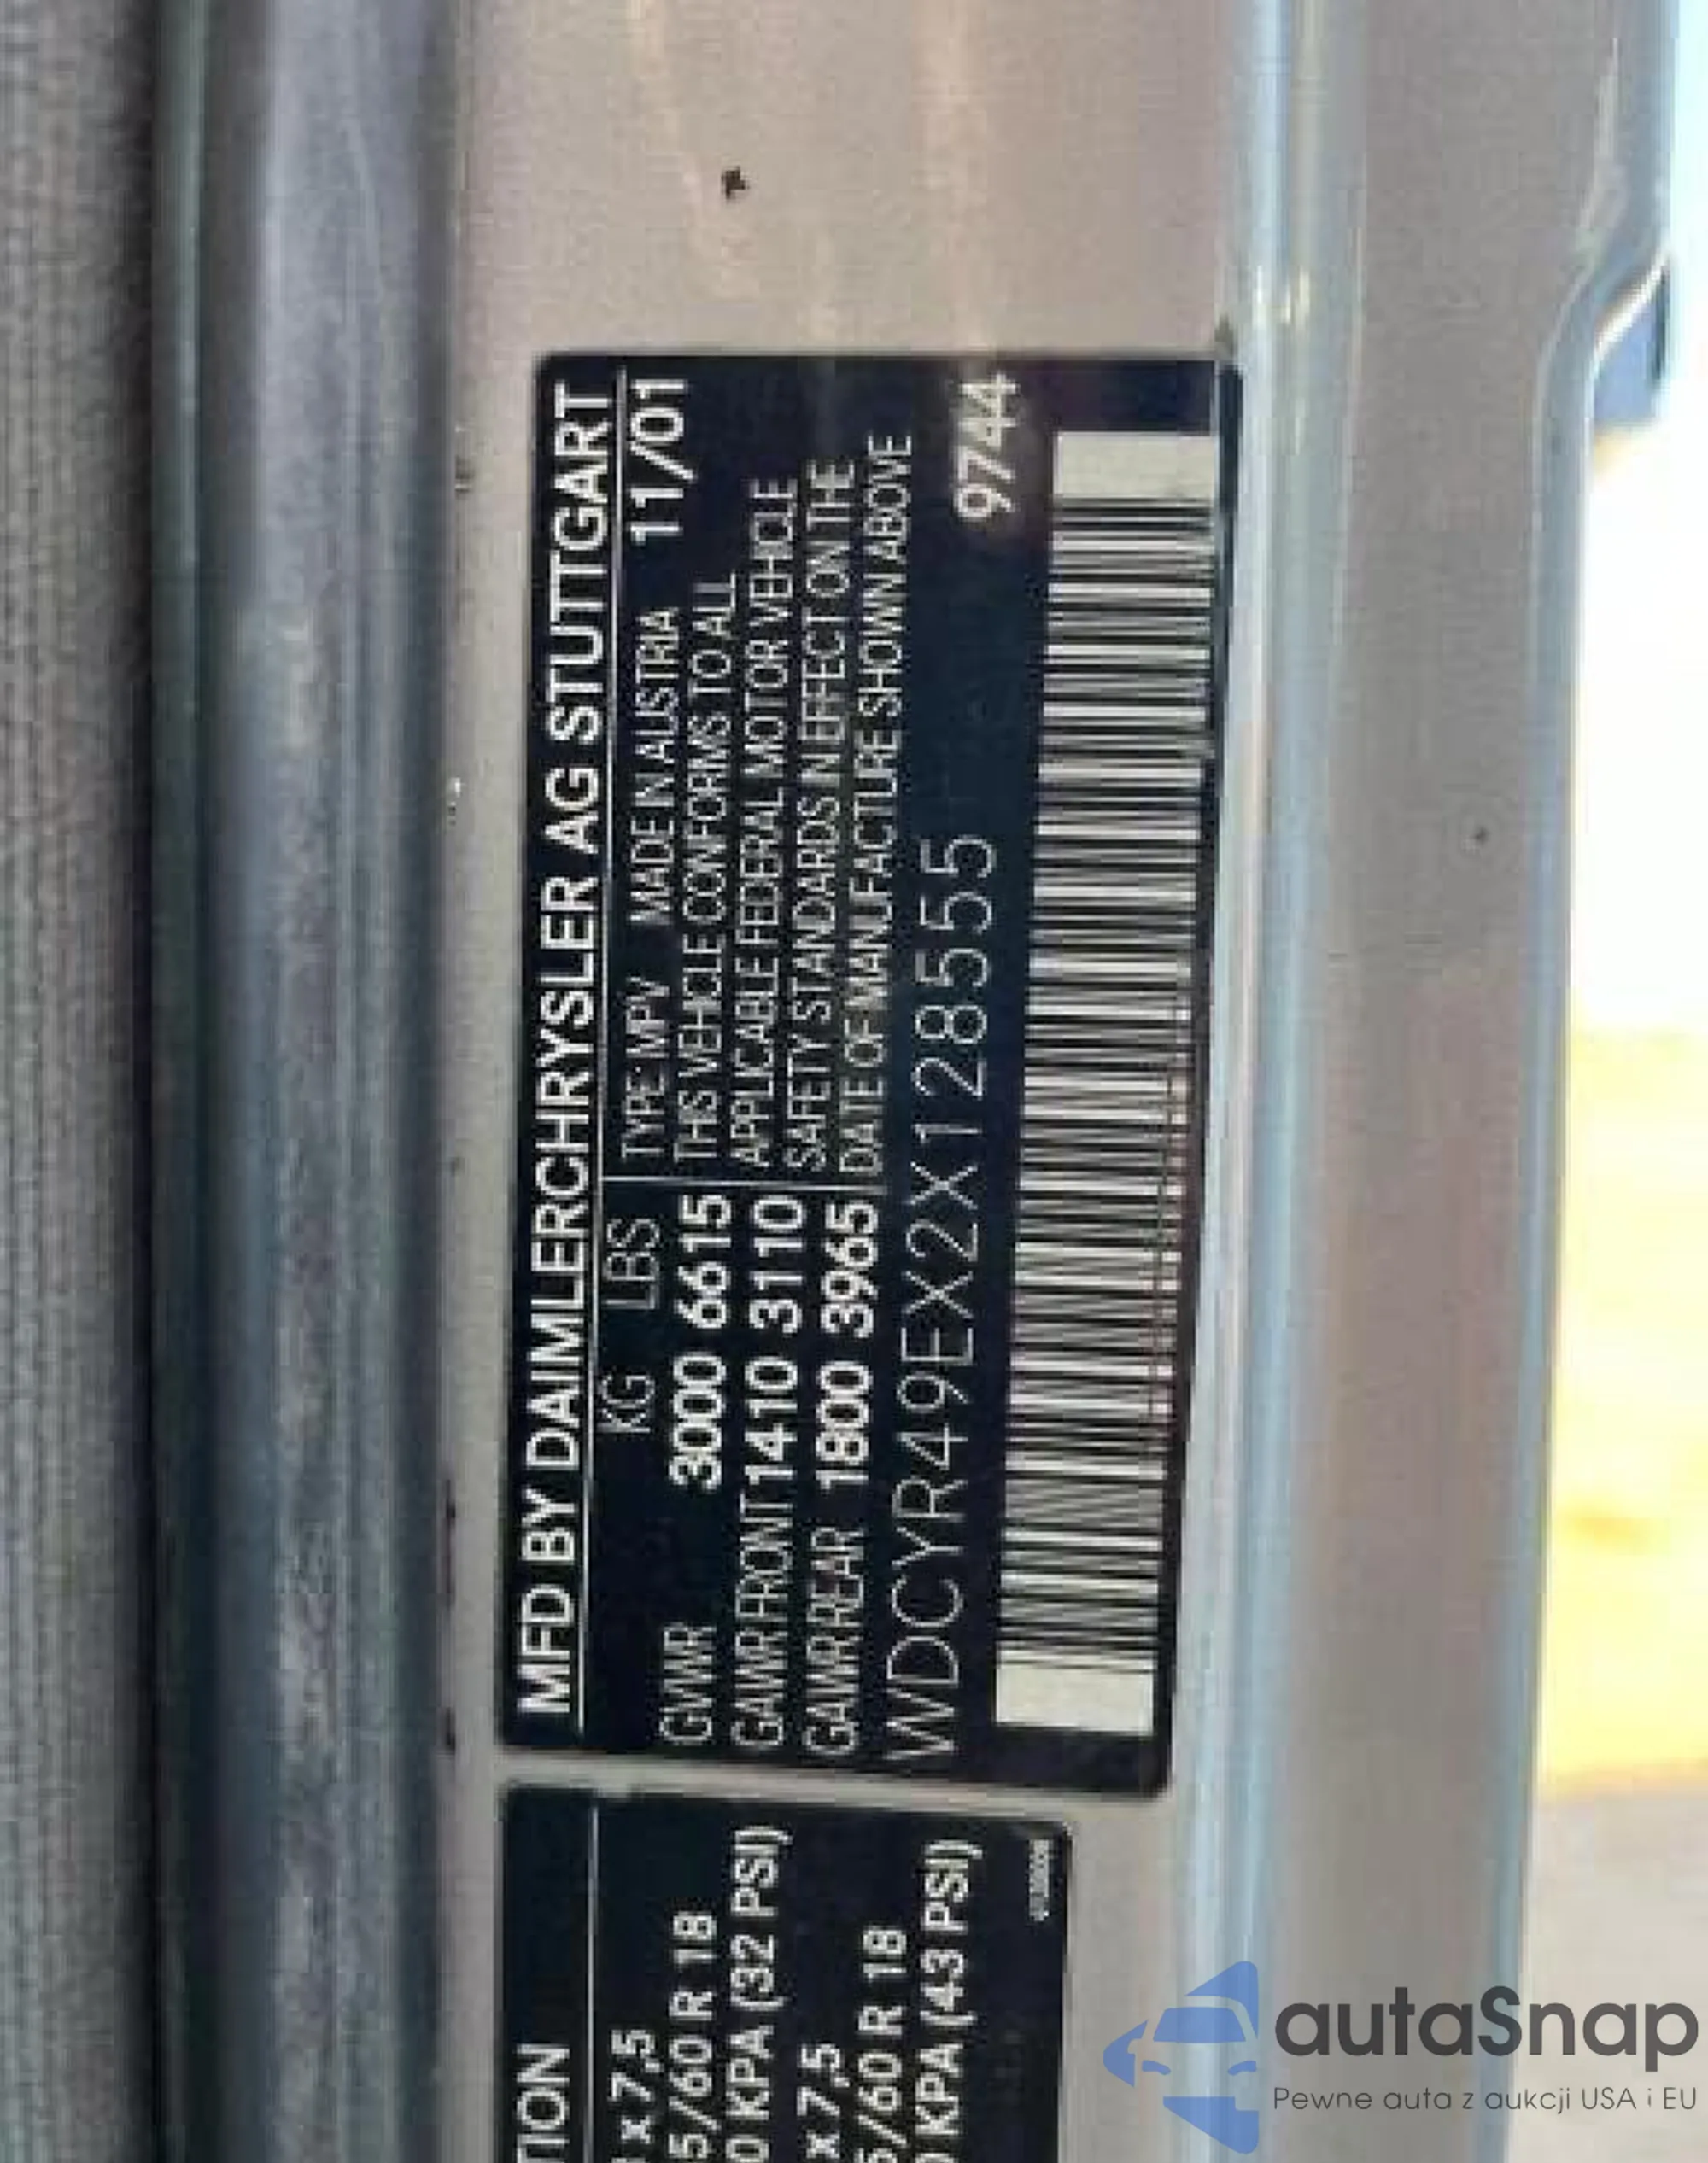 MFD BY DAIMLERCHRYSLER AG STUTTGART
KG LBS
GVWR 3000 6615
GAWR FRONT 1410 3110
GAWR REAR 1800 3965
TYPE: MPV MADE IN AUSTRIA 11/01
THIS VEHICLE CONFORMS TO ALL
APPLICABLE FEDERAL MOTOR VEHICLE
SAFETY STANDARDS IN EFFECT ON THE
DATE OF MANUFACTURE SHOWN ABOVE
WDCYR49EX2X128555 9744
TION
x 7,5
5/60 R 18
0 KPA (32 PSI)
x 7,5
5/60 R 18
KPA (43 PSI)
autaSnap
Pewne auta z aukcji USA i EU